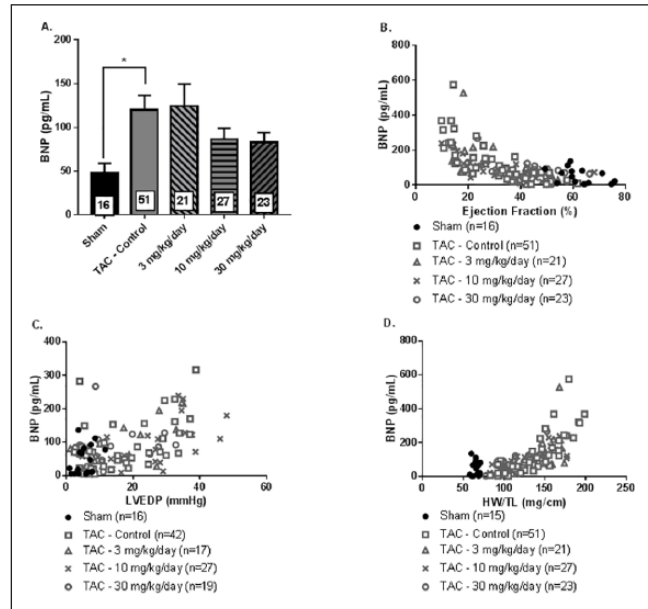 A.
200
150
100
50
0
BNP (pg/mL)
*
16
51
21
27
23
Sham
TAC - Control
3 mg/kg/day
10 mg/kg/day
30 mg/kg/day
B.
800
600
400
200
0
BNP (pg/mL)
0 20 40 60 80
Ejection Fraction (%)
Sham (n=16)
TAC - Control (n=51)
TAC - 3 mg/kg/day (n=21)
TAC - 10 mg/kg/day (n=27)
TAC - 30 mg/kg/day (n=23)
C.
400
300
200
100
0
BNP (pg/mL)
0 20 40 60
LVEDP (mmHg)
Sham (n=16)
TAC - Control (n=42)
TAC - 3 mg/kg/day (n=17)
TAC - 10 mg/kg/day (n=27)
TAC - 30 mg/kg/day (n=19)
D.
800
600
400
200
0
BNP (pg/mL)
0 50 100 150 200 250
HW/TL (mg/cm)
Sham (n=15)
TAC - Control (n=51)
TAC - 3 mg/kg/day (n=21)
TAC - 10 mg/kg/day (n=27)
TAC - 30 mg/kg/day (n=23)